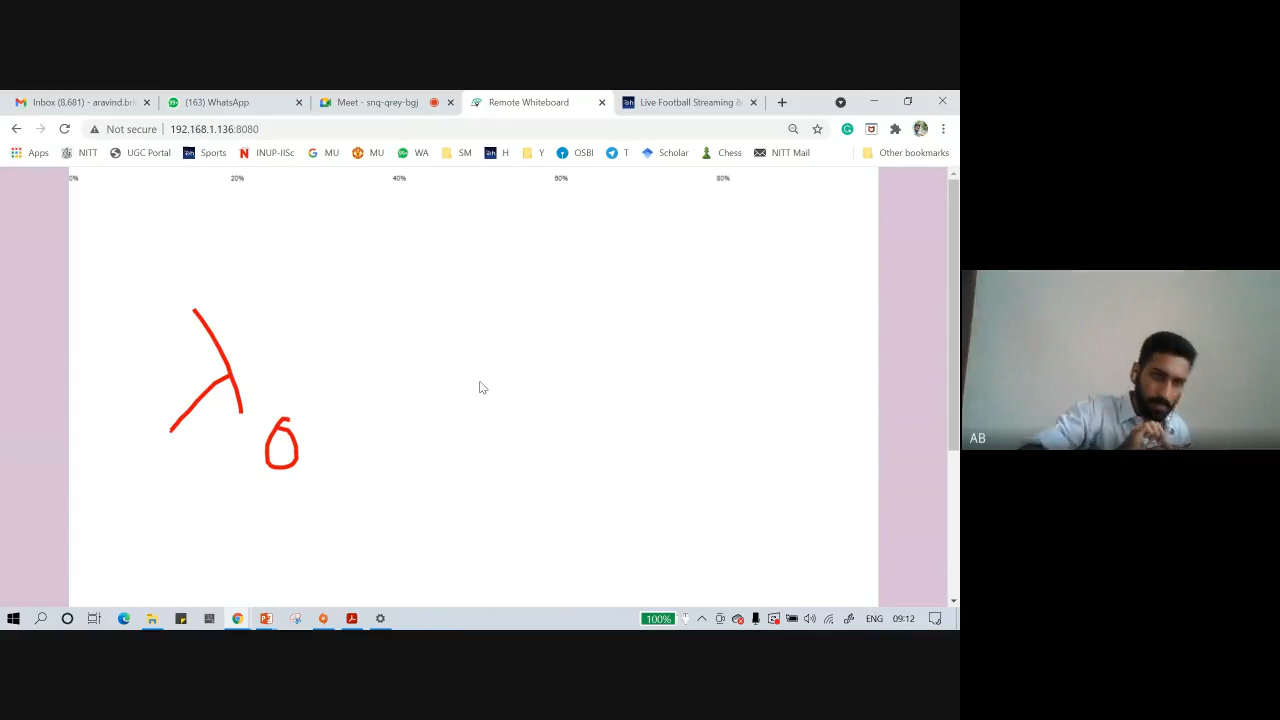 Inbox (8,681) - aravind.bri
(163) WhatsApp
Meet - snq-qrey-bgj
Remote Whiteboard
Live Football Streaming &
Not secure
192.168.1.136:8080
Apps
NITT
UGC Portal
Sports
INUP-IISc
MU
MU
WA
SM
H
Y
OSBI
T
Scholar
Chess
NITT Mail
Other bookmarks
0%
20%
40%
60%
80%
λ₀
AB
100%
ENG
09:12